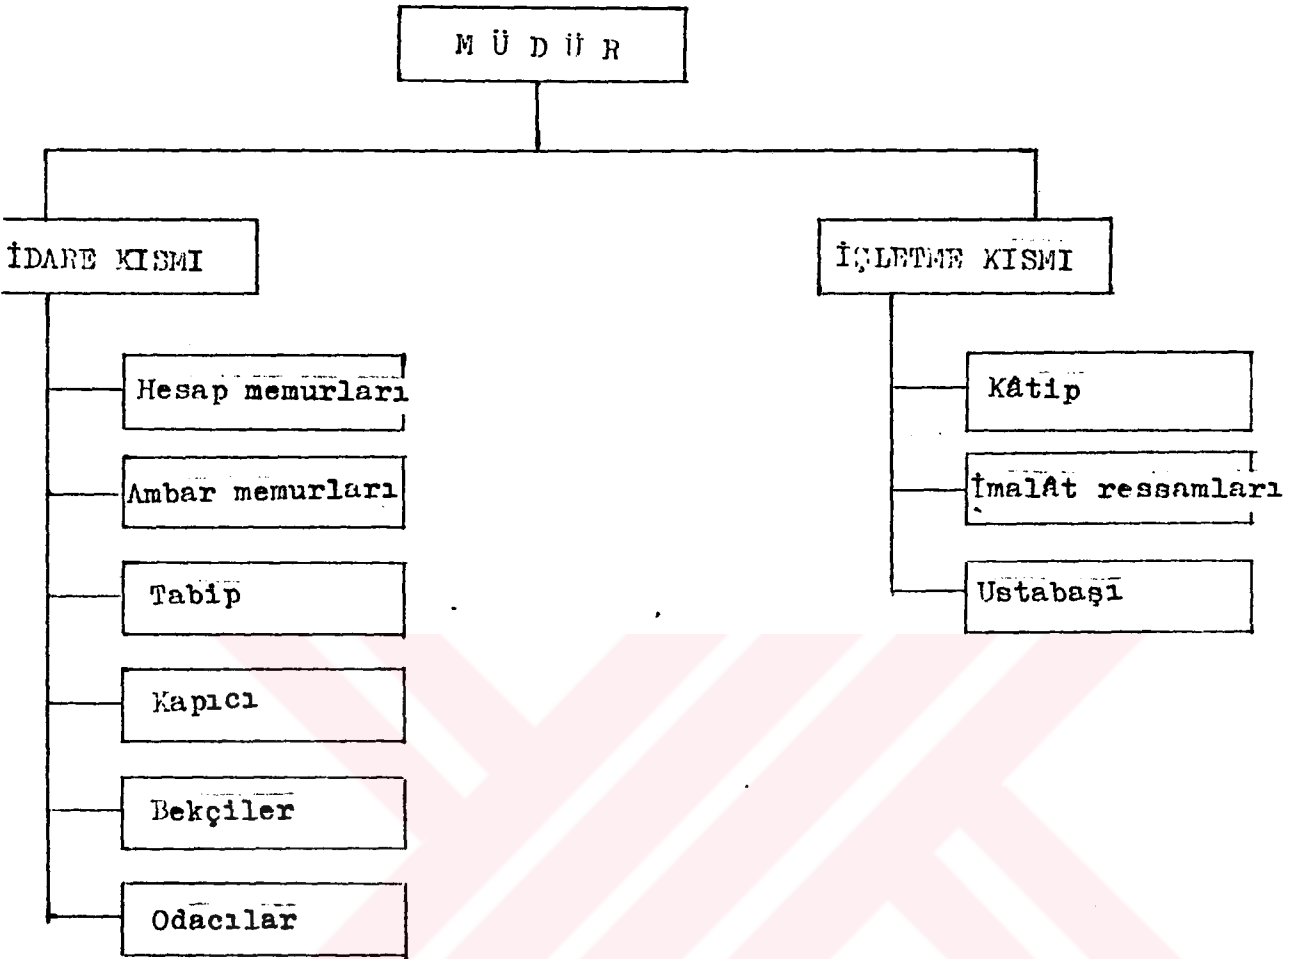 M Ü D Ü R
İDARE KISMI
Hesap memurları
Ambar memurları
Tabip
Kapıcı
Bekçiler
Odacılar
İŞLETME KISMI
Kâtip
İmalât ressamları
Ustabaşı